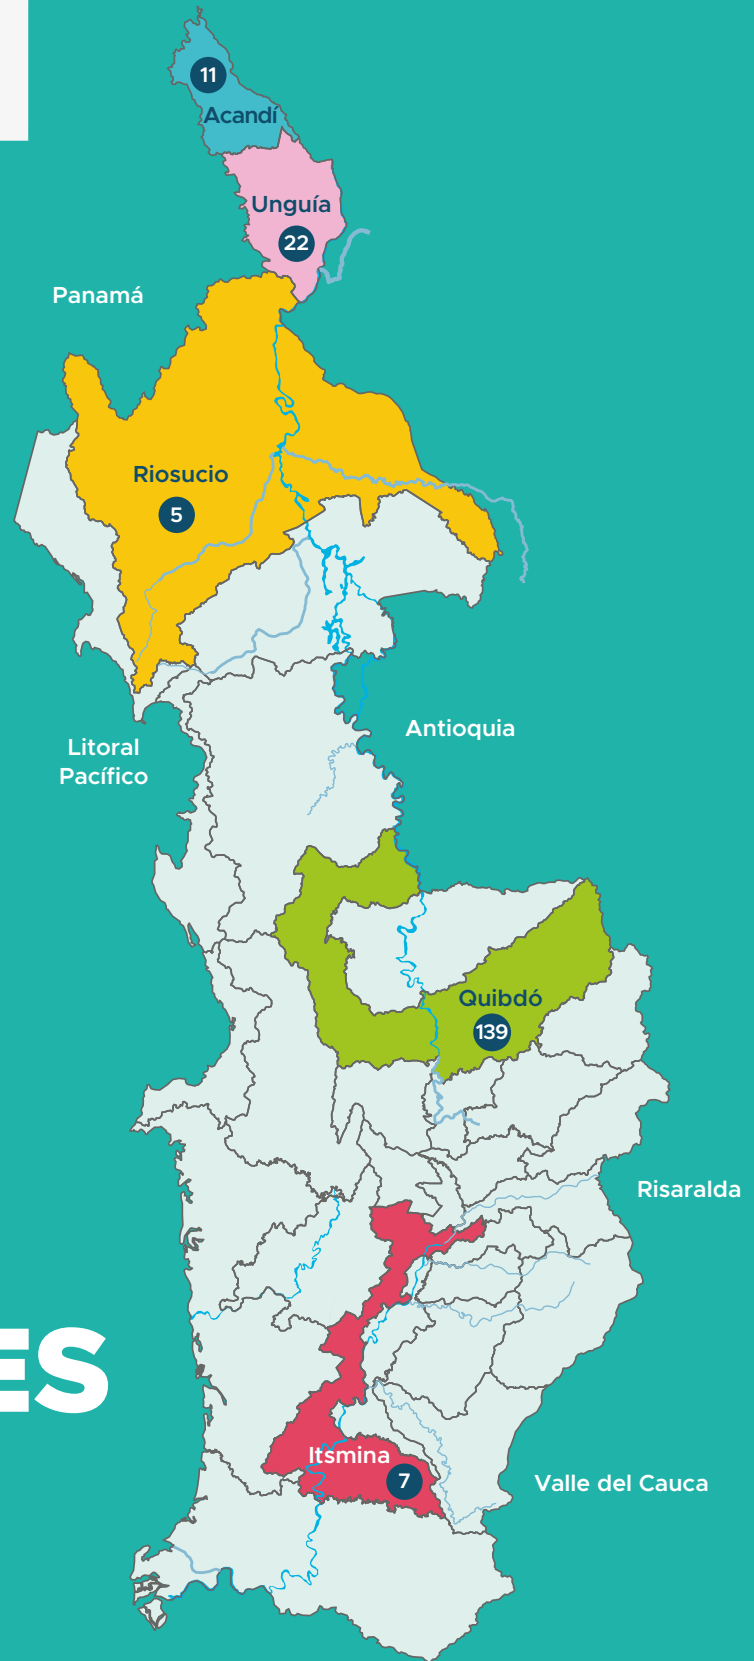 11
Acandí
Unguía
22
Panamá
Riosucio
5
Antioquia
Litoral
Pacífico
Quibdó
139
Risaralda
ES
Itsmina
7
Valle del Cauca